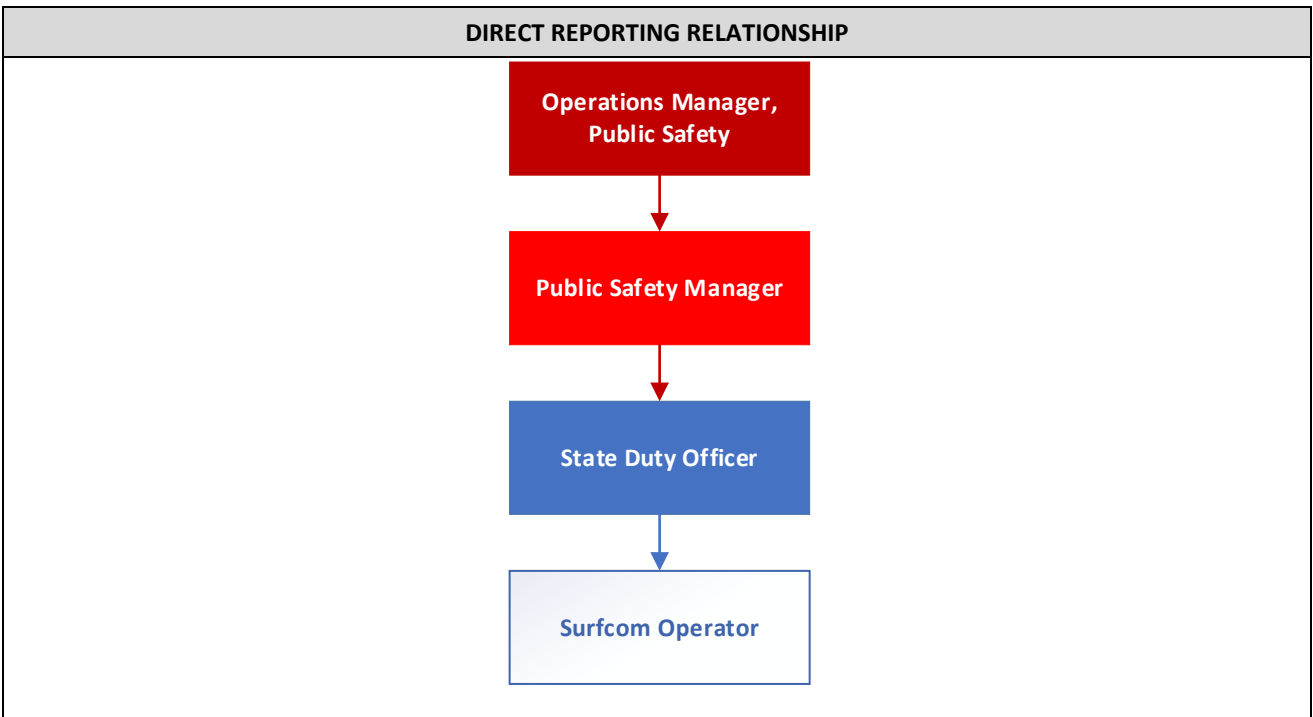 DIRECT REPORTING RELATIONSHIP
Operations Manager,
Public Safety
Public Safety Manager
State Duty Officer
Surfcom Operator